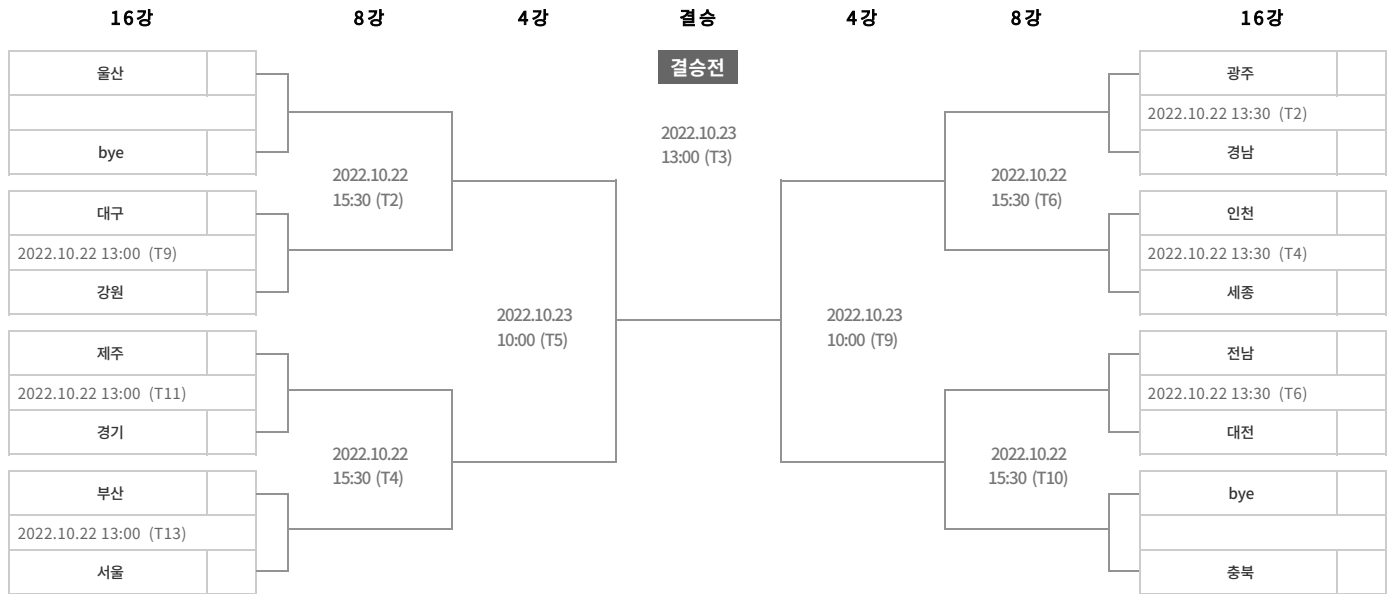 16강 8강 4강 결승 4강 8강 16강
결승전
울산
bye
대구
2022.10.22 13:00 (T9)
강원
제주
2022.10.22 13:00 (T11)
경기
부산
2022.10.22 13:00 (T13)
서울
2022.10.22
15:30 (T2)
2022.10.22
15:30 (T4)
2022.10.23
10:00 (T5)
2022.10.23
13:00 (T3)
2022.10.23
10:00 (T9)
2022.10.22
15:30 (T6)
2022.10.22
15:30 (T10)
광주
2022.10.22 13:30 (T2)
경남
인천
2022.10.22 13:30 (T4)
세종
전남
2022.10.22 13:30 (T6)
대전
bye
충북